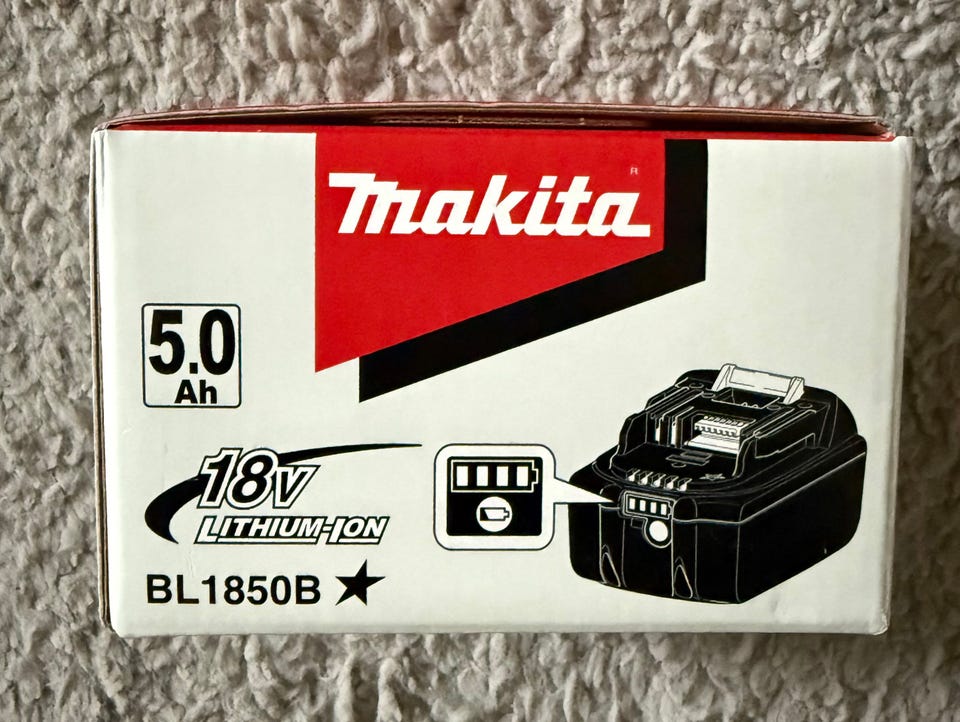 makita ®
5.0
Ah
18V
LITHIUM-ION
BL1850B ★